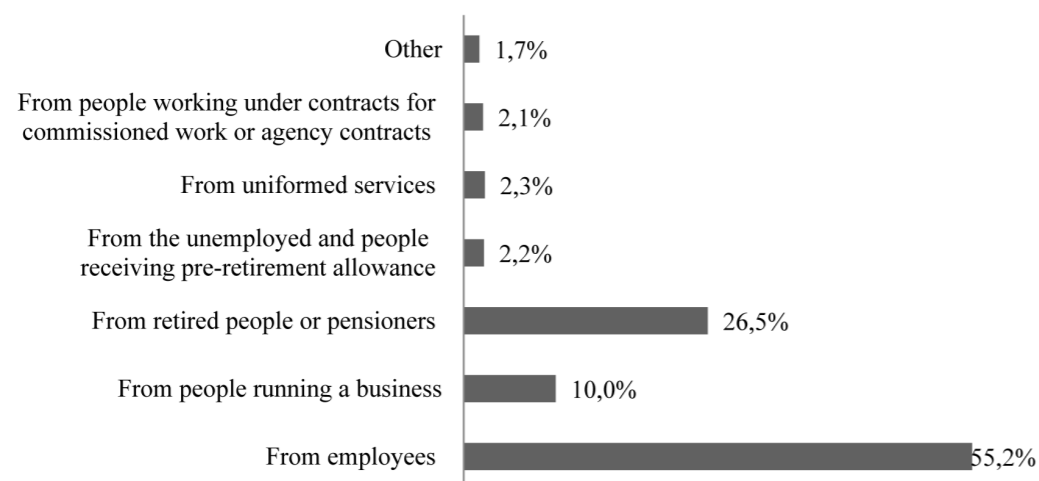 Other 1,7%
From people working under contracts for
commissioned work or agency contracts 2,1%
From uniformed services 2,3%
From the unemployed and people
receiving pre-retirement allowance 2,2%
From retired people or pensioners 26,5%
From people running a business 10,0%
From employees 55,2%